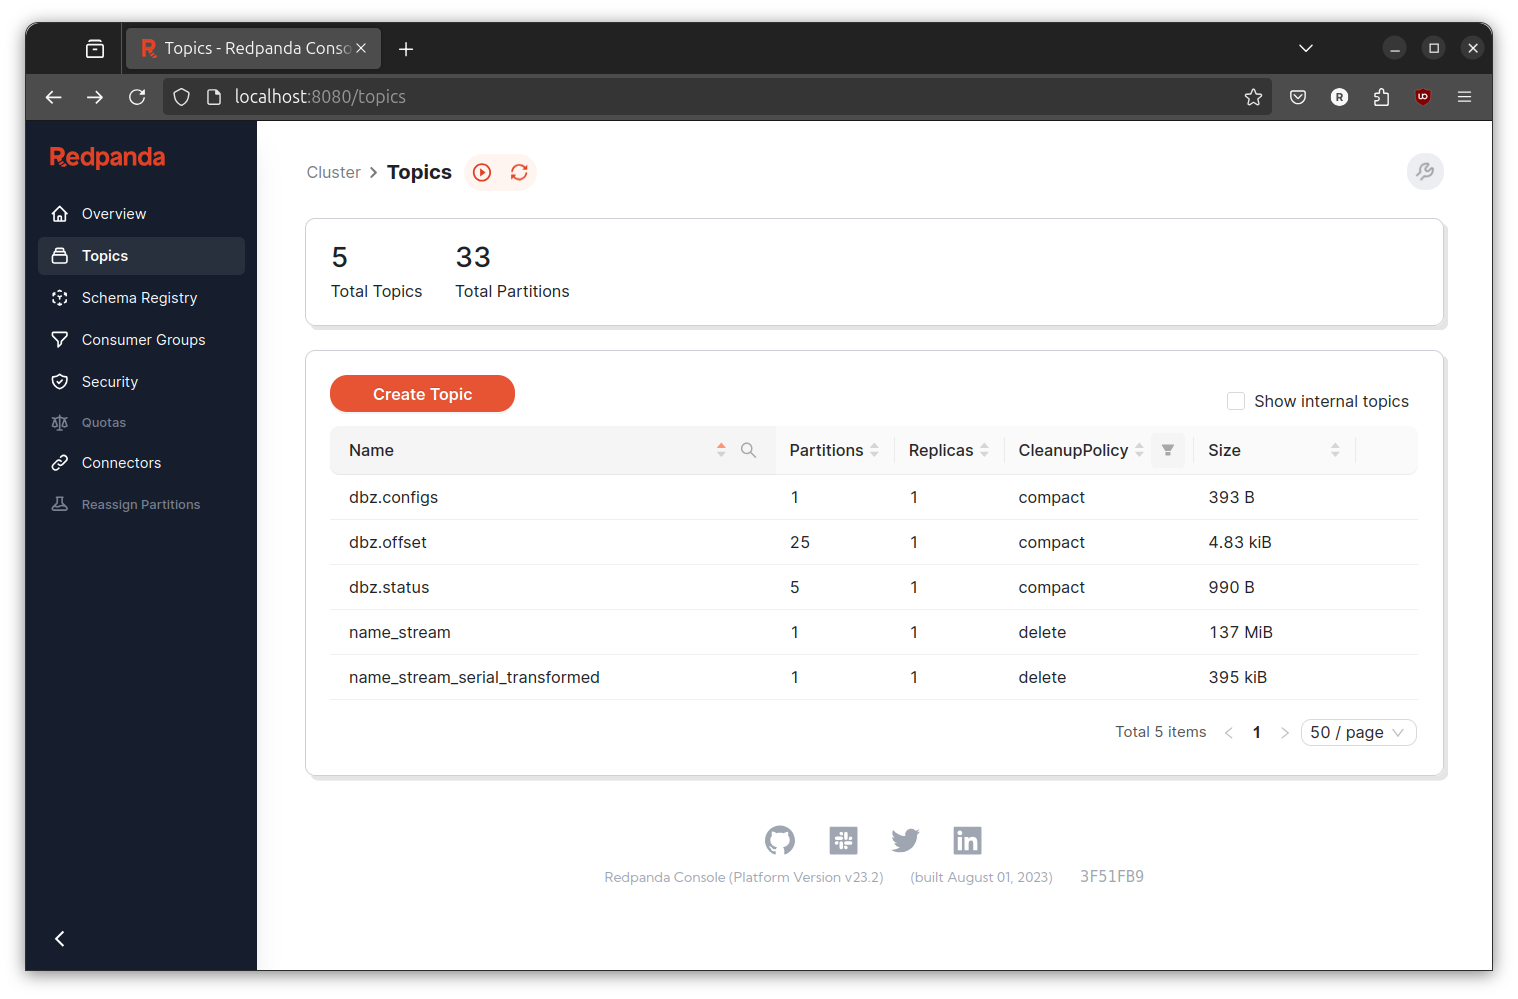 Topics - Redpanda Conso
localhost:8080/topics
Redpanda
Overview
Topics
Schema Registry
Consumer Groups
Security
Quotas
Connectors
Reassign Partitions
Cluster > Topics
5 33
Total Topics Total Partitions
Create Topic
Show internal topics
Name Partitions Replicas CleanupPolicy Size
dbz.configs 1 1 compact 393 B
dbz.offset 25 1 compact 4.83 kiB
dbz.status 5 1 compact 990 B
name_stream 1 1 delete 137 MiB
name_stream_serial_transformed 1 1 delete 395 kiB
Total 5 items < 1 > 50 / page
Redpanda Console (Platform Version v23.2) (built August 01, 2023) 3F51FB9